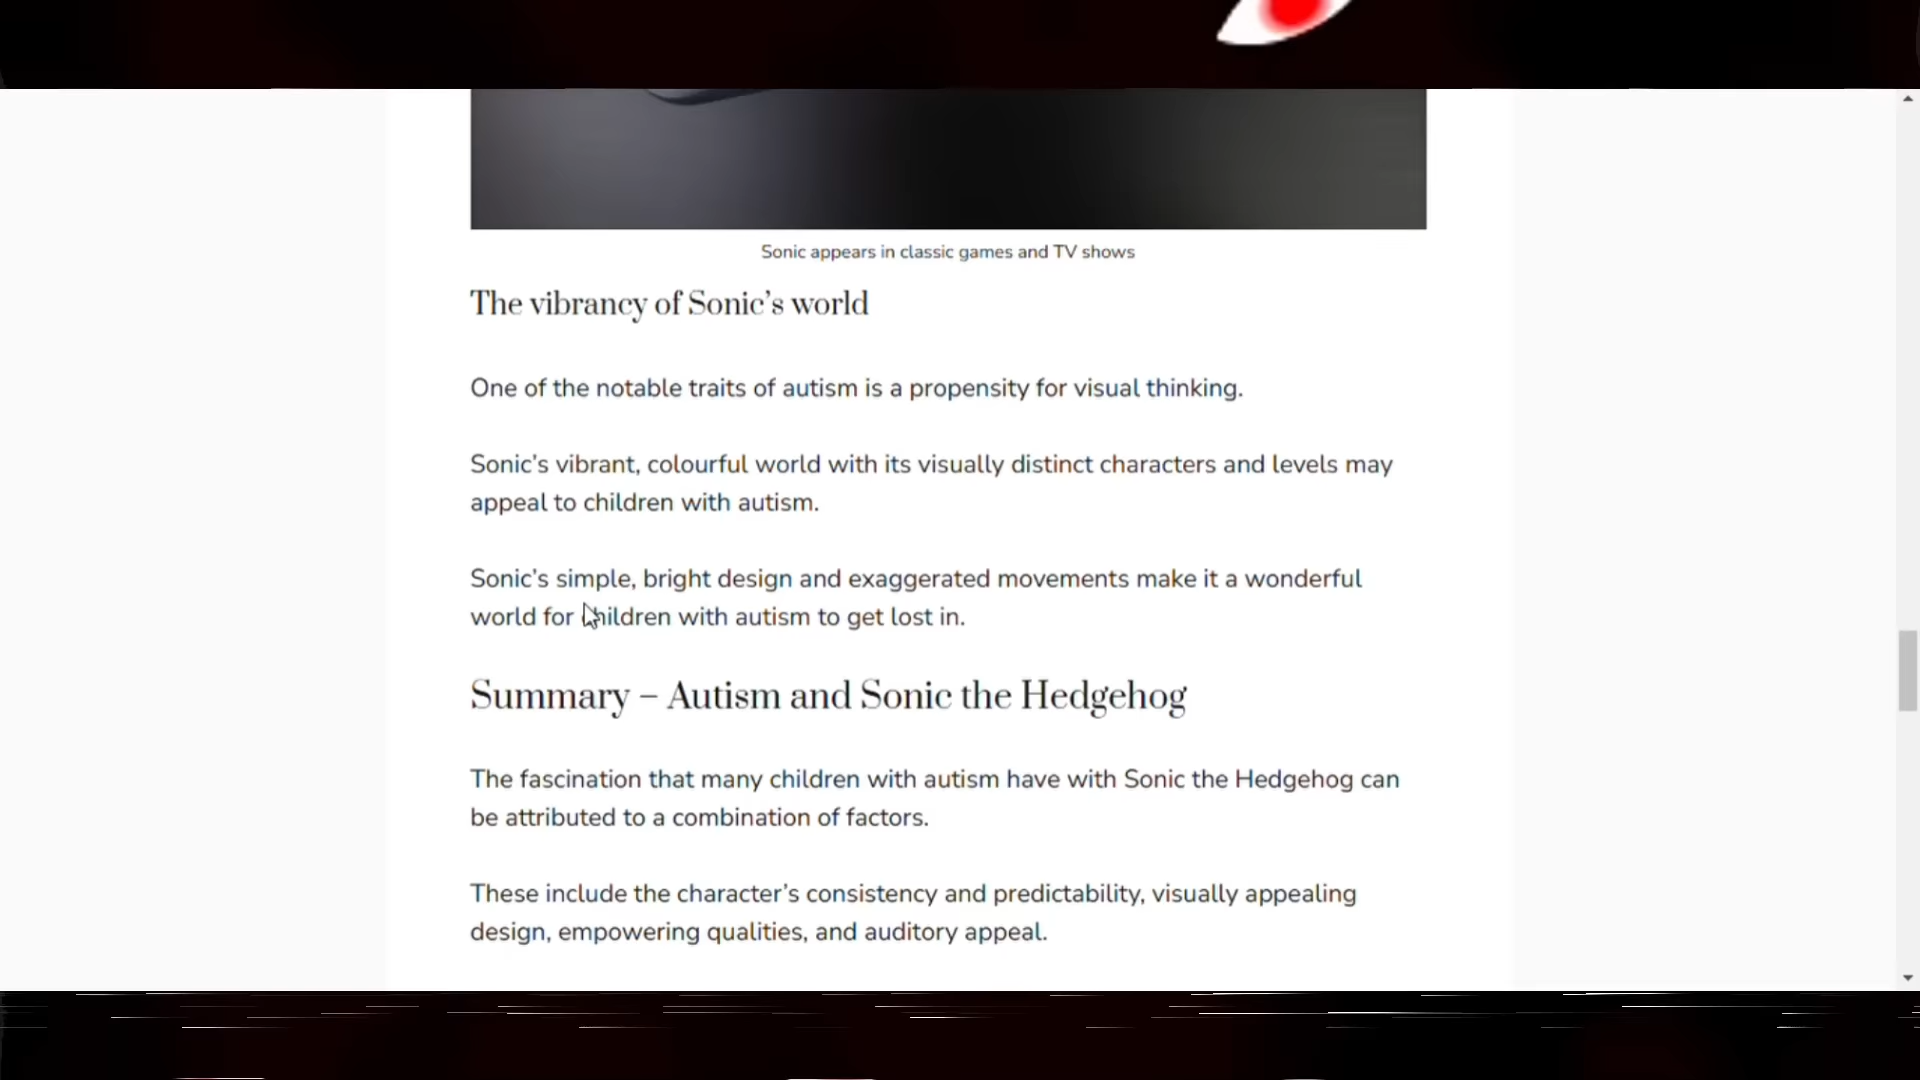 Sonic appears in classic games and TV shows
The vibrancy of Sonic’s world
One of the notable traits of autism is a propensity for visual thinking.
Sonic’s vibrant, colourful world with its visually distinct characters and levels may
appeal to children with autism.
Sonic’s simple, bright design and exaggerated movements make it a wonderful
world for children with autism to get lost in.
Summary – Autism and Sonic the Hedgehog
The fascination that many children with autism have with Sonic the Hedgehog can
be attributed to a combination of factors.
These include the character’s consistency and predictability, visually appealing
design, empowering qualities, and auditory appeal.